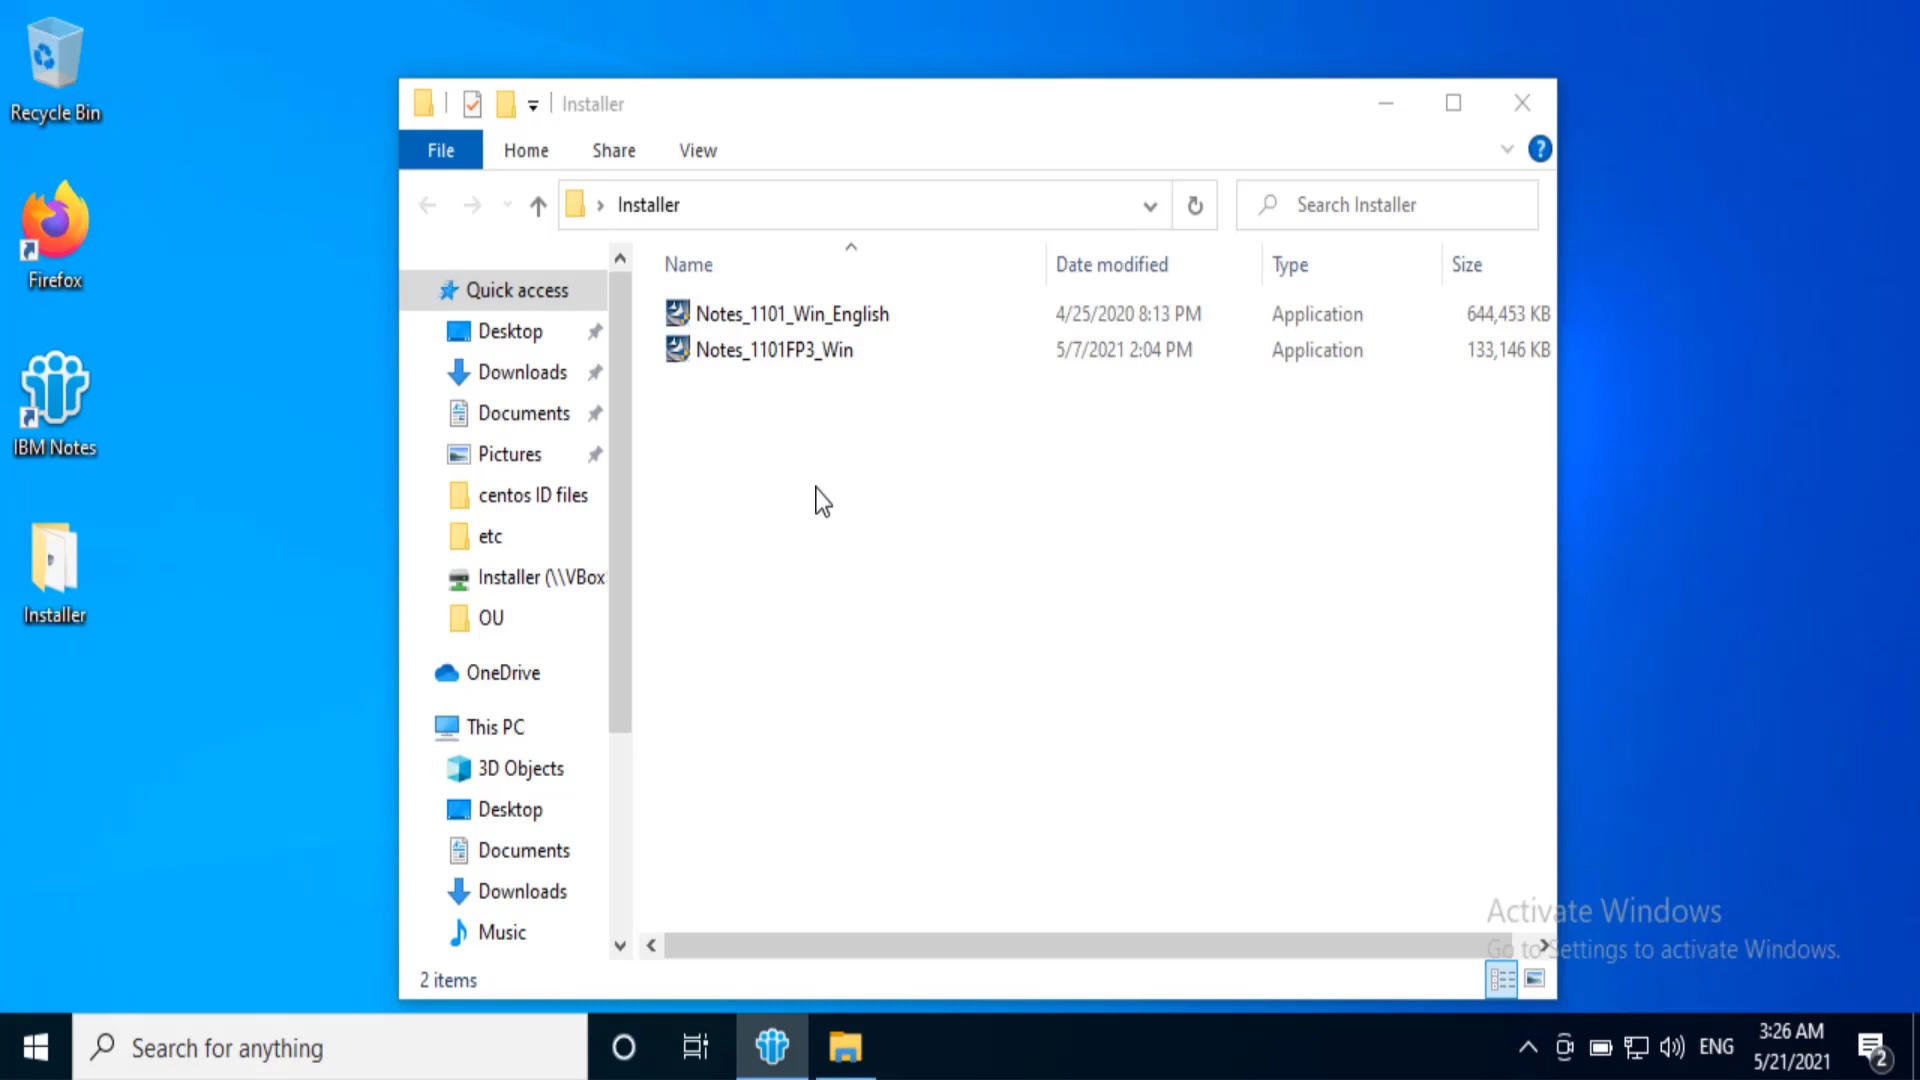 Recycle Bin
Firefox
IBM Notes
Installer
Installer
File Home Share View
?
Installer
Search Installer
Name Date modified Type Size
Notes_1101_Win_English 4/25/2020 8:13 PM Application 644,453 KB
Notes_1101FP3_Win 5/7/2021 2:04 PM Application 133,146 KB
Quick access
Desktop
Downloads
Documents
Pictures
centos ID files
etc
Installer (\\VBox
OU
OneDrive
This PC
3D Objects
Desktop
Documents
Downloads
Music
2 items
Activate Windows
Go to Settings to activate Windows.
Search for anything
ENG
3:26 AM
5/21/2021
2